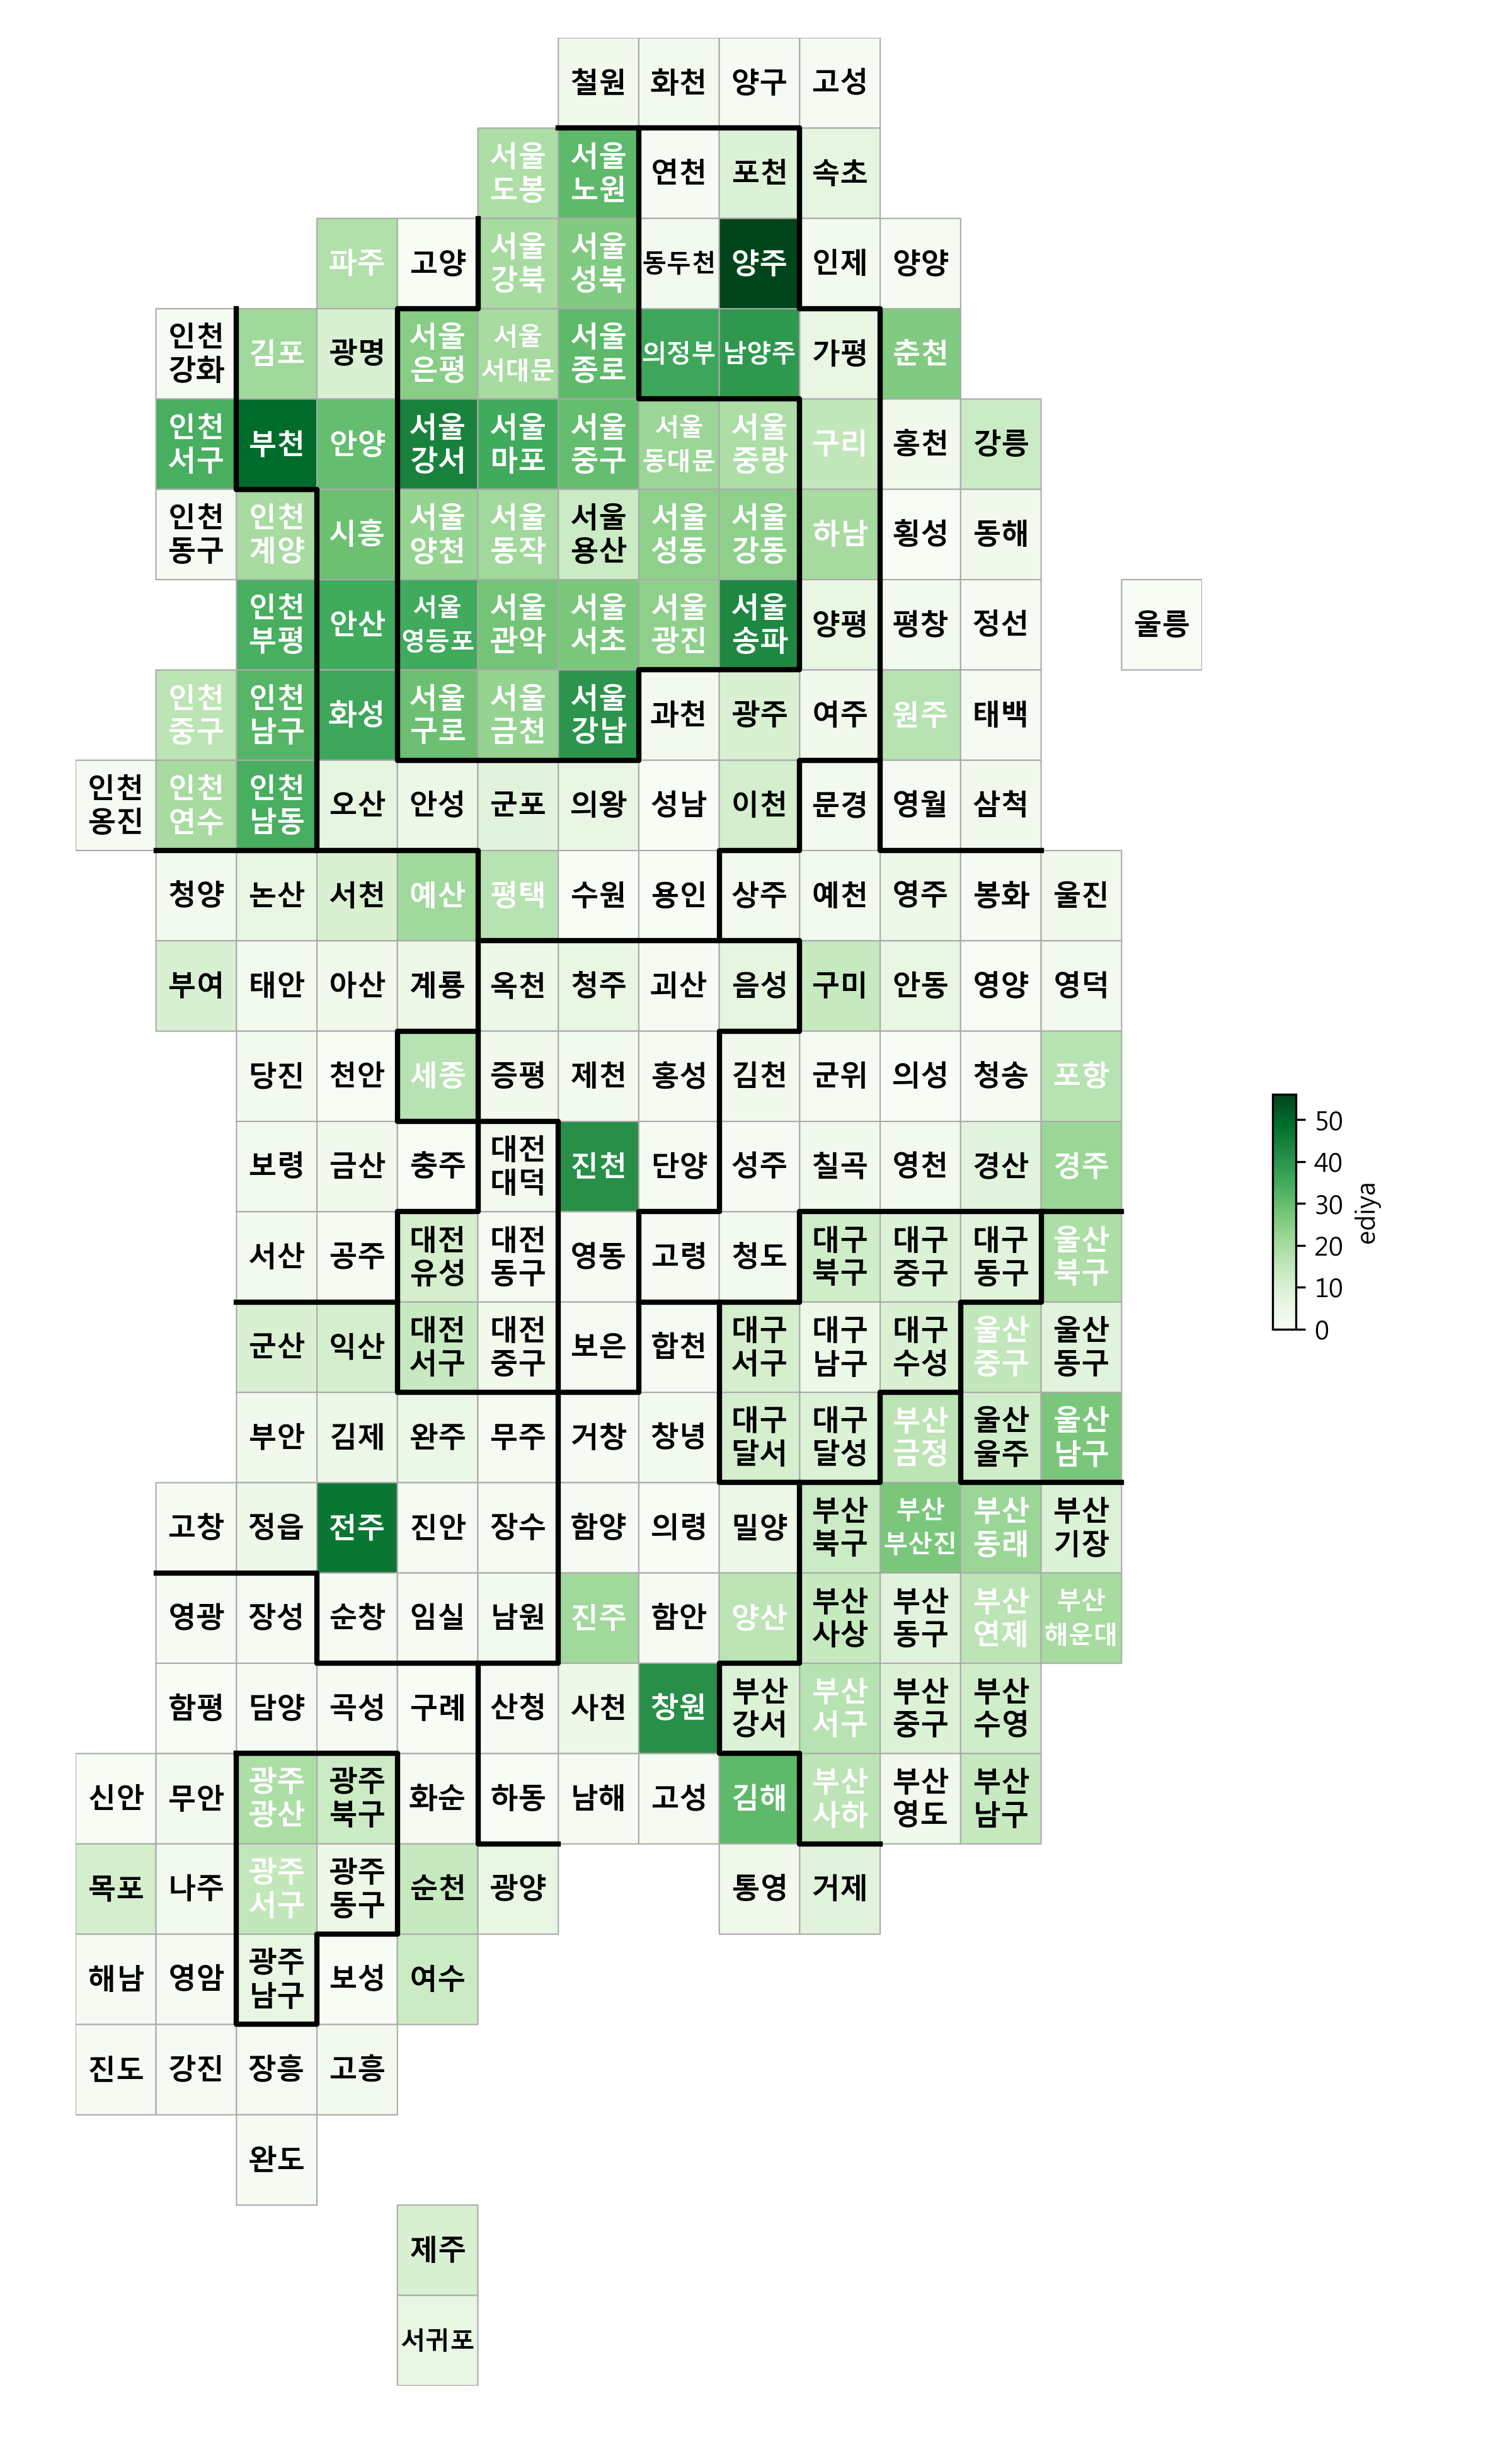 철원 화천 양구 고성
서울
도봉
서울
노원
연천 포천 속초
파주 고양
서울
강북
서울
성북
동두천 양주 인제 양양
인천
강화
김포 광명
서울
은평
서울
서대문
서울
종로
의정부 남양주 가평 춘천
인천
서구
부천 안양
서울
강서
서울
마포
서울
중구
서울
동대문
서울
중랑
구리 홍천 강릉
인천
동구
인천
계양
시흥
서울
양천
서울
동작
서울
용산
서울
성동
서울
강동
하남 횡성 동해
인천
부평
안산
서울
영등포
서울
관악
서울
서초
서울
광진
서울
송파
양평 평창 정선 울릉
인천
중구
인천
남구
화성
서울
구로
서울
금천
서울
강남
과천 광주 여주 원주 태백
인천
옹진
인천
연수
인천
남동
오산 안성 군포 의왕 성남 이천 문경 영월 삼척
청양 논산 서천 예산 평택 수원 용인 상주 예천 영주 봉화 울진
부여 태안 아산 계룡 옥천 청주 괴산 음성 구미 안동 영양 영덕
당진 천안 세종 증평 제천 홍성 김천 군위 의성 청송 포항
보령 금산 충주
대전
대덕
진천 단양 성주 칠곡 영천 경산 경주
서산 공주
대전
유성
대전
동구
영동 고령 청도
대구
북구
대구
중구
대구
동구
울산
북구
군산 익산
대전
서구
대전
중구
보은 합천
대구
서구
대구
남구
대구
수성
울산
중구
울산
동구
부안 김제 완주 무주 거창 창녕
대구
달서
대구
달성
부산
금정
울산
울주
울산
남구
고창 정읍 전주 진안 장수 함양 의령 밀양
부산
북구
부산
부산진
부산
동래
부산
기장
영광 장성 순창 임실 남원 진주 함안 양산
부산
사상
부산
동구
부산
연제
부산
해운대
함평 담양 곡성 구례 산청 사천 창원
부산
강서
부산
서구
부산
중구
부산
수영
신안 무안
광주
광산
광주
북구
화순 하동 남해 고성 김해
부산
사하
부산
영도
부산
남구
목포 나주
광주
서구
광주
동구
순천 광양 통영 거제
해남 영암
광주
남구
보성 여수
진도 강진 장흥 고흥
완도
제주
서귀포
50
40
30
20
10
0
ediya